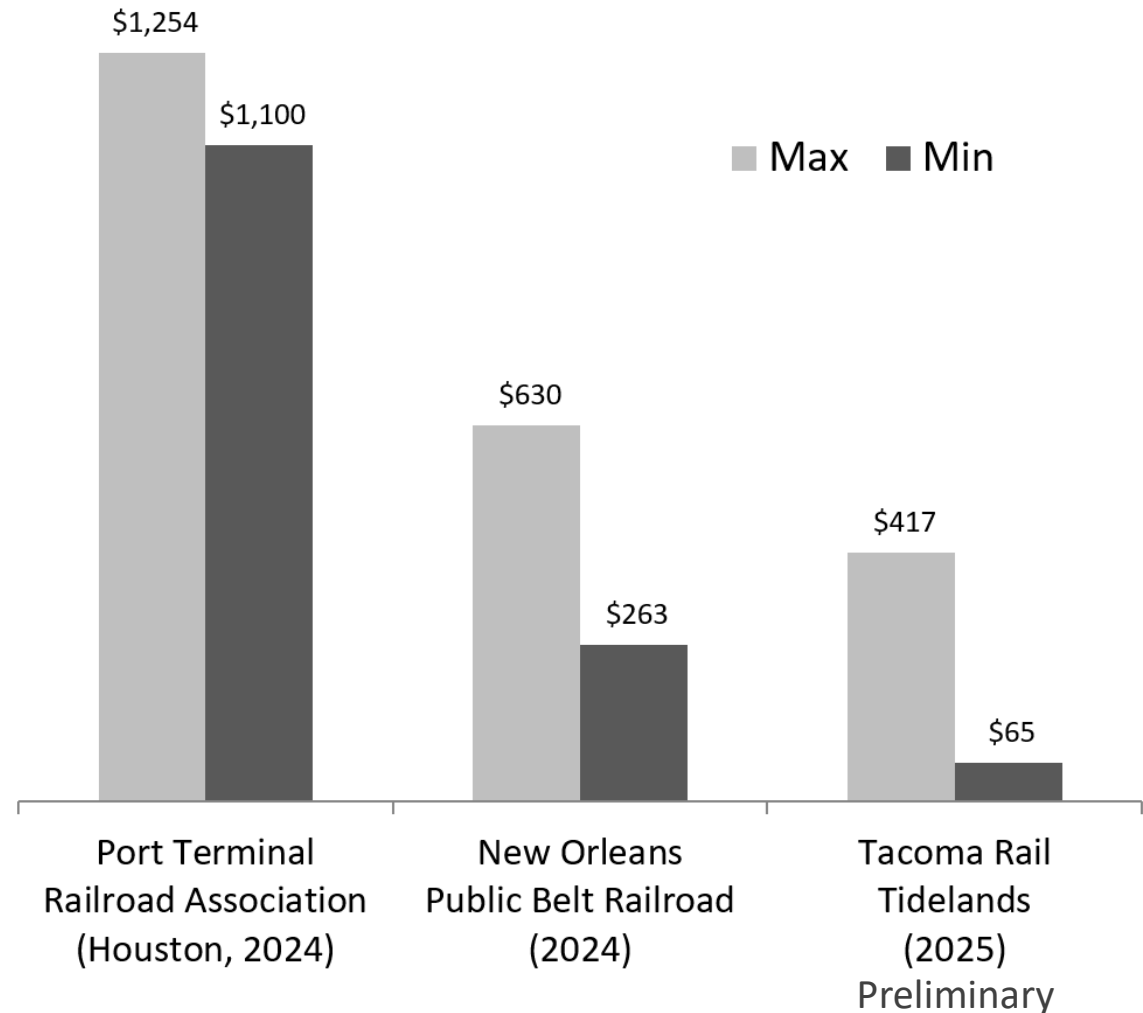 $1,254
$1,100
Max Min
$630
$417
$263
$65
Port Terminal
Railroad Association
(Houston, 2024)
New Orleans
Public Belt Railroad
(2024)
Tacoma Rail
Tidelands
(2025)
Preliminary